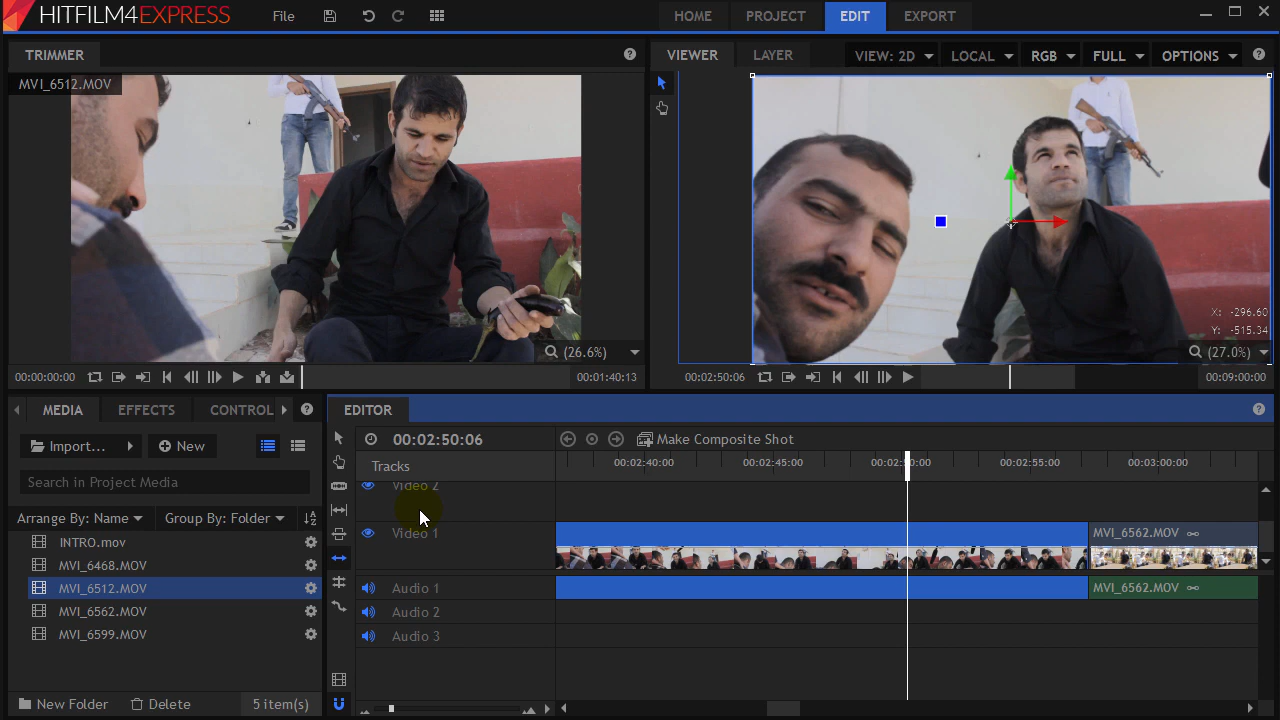 HITFILM4EXPRESS
File
HOME
PROJECT
EDIT
EXPORT
TRIMMER
VIEWER
LAYER
VIEW: 2D
LOCAL
RGB
FULL
OPTIONS
MVI_6512.MOV
X: -296.60
Y: -515.34
(26.6%)
(27.0%)
00:00:00:00
00:01:40:13
00:02:50:06
00:09:00:00
MEDIA
EFFECTS
CONTROL
EDITOR
Import...
New
00:02:50:06
Make Composite Shot
Tracks
00:02:40:00
00:02:45:00
00:02:50:00
00:02:55:00
00:03:00:00
Search in Project Media
Video 2
Arrange By: Name
Group By: Folder
Video 1
MVI_6562.MOV
INTRO.mov
MVI_6468.MOV
MVI_6512.MOV
MVI_6562.MOV
MVI_6599.MOV
Audio 1
MVI_6562.MOV
Audio 2
Audio 3
New Folder
Delete
5 item(s)